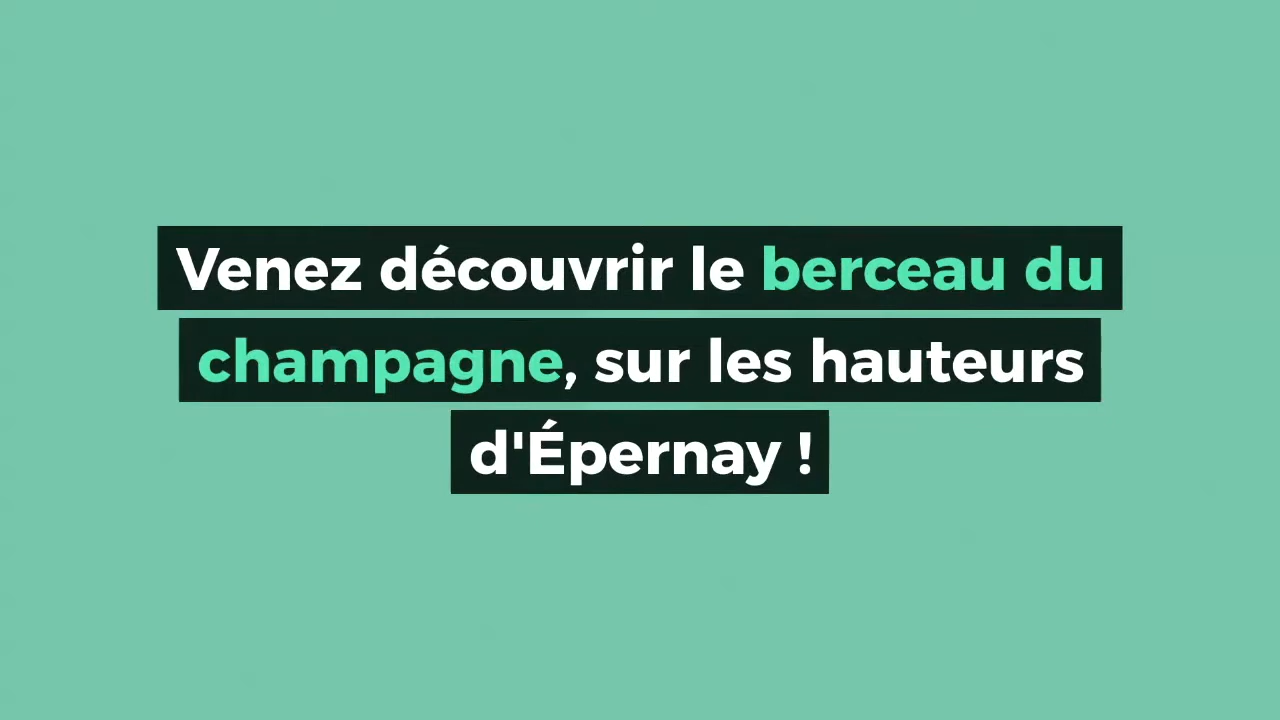 Venez découvrir le berceau du
champagne, sur les hauteurs
d'Épernay !